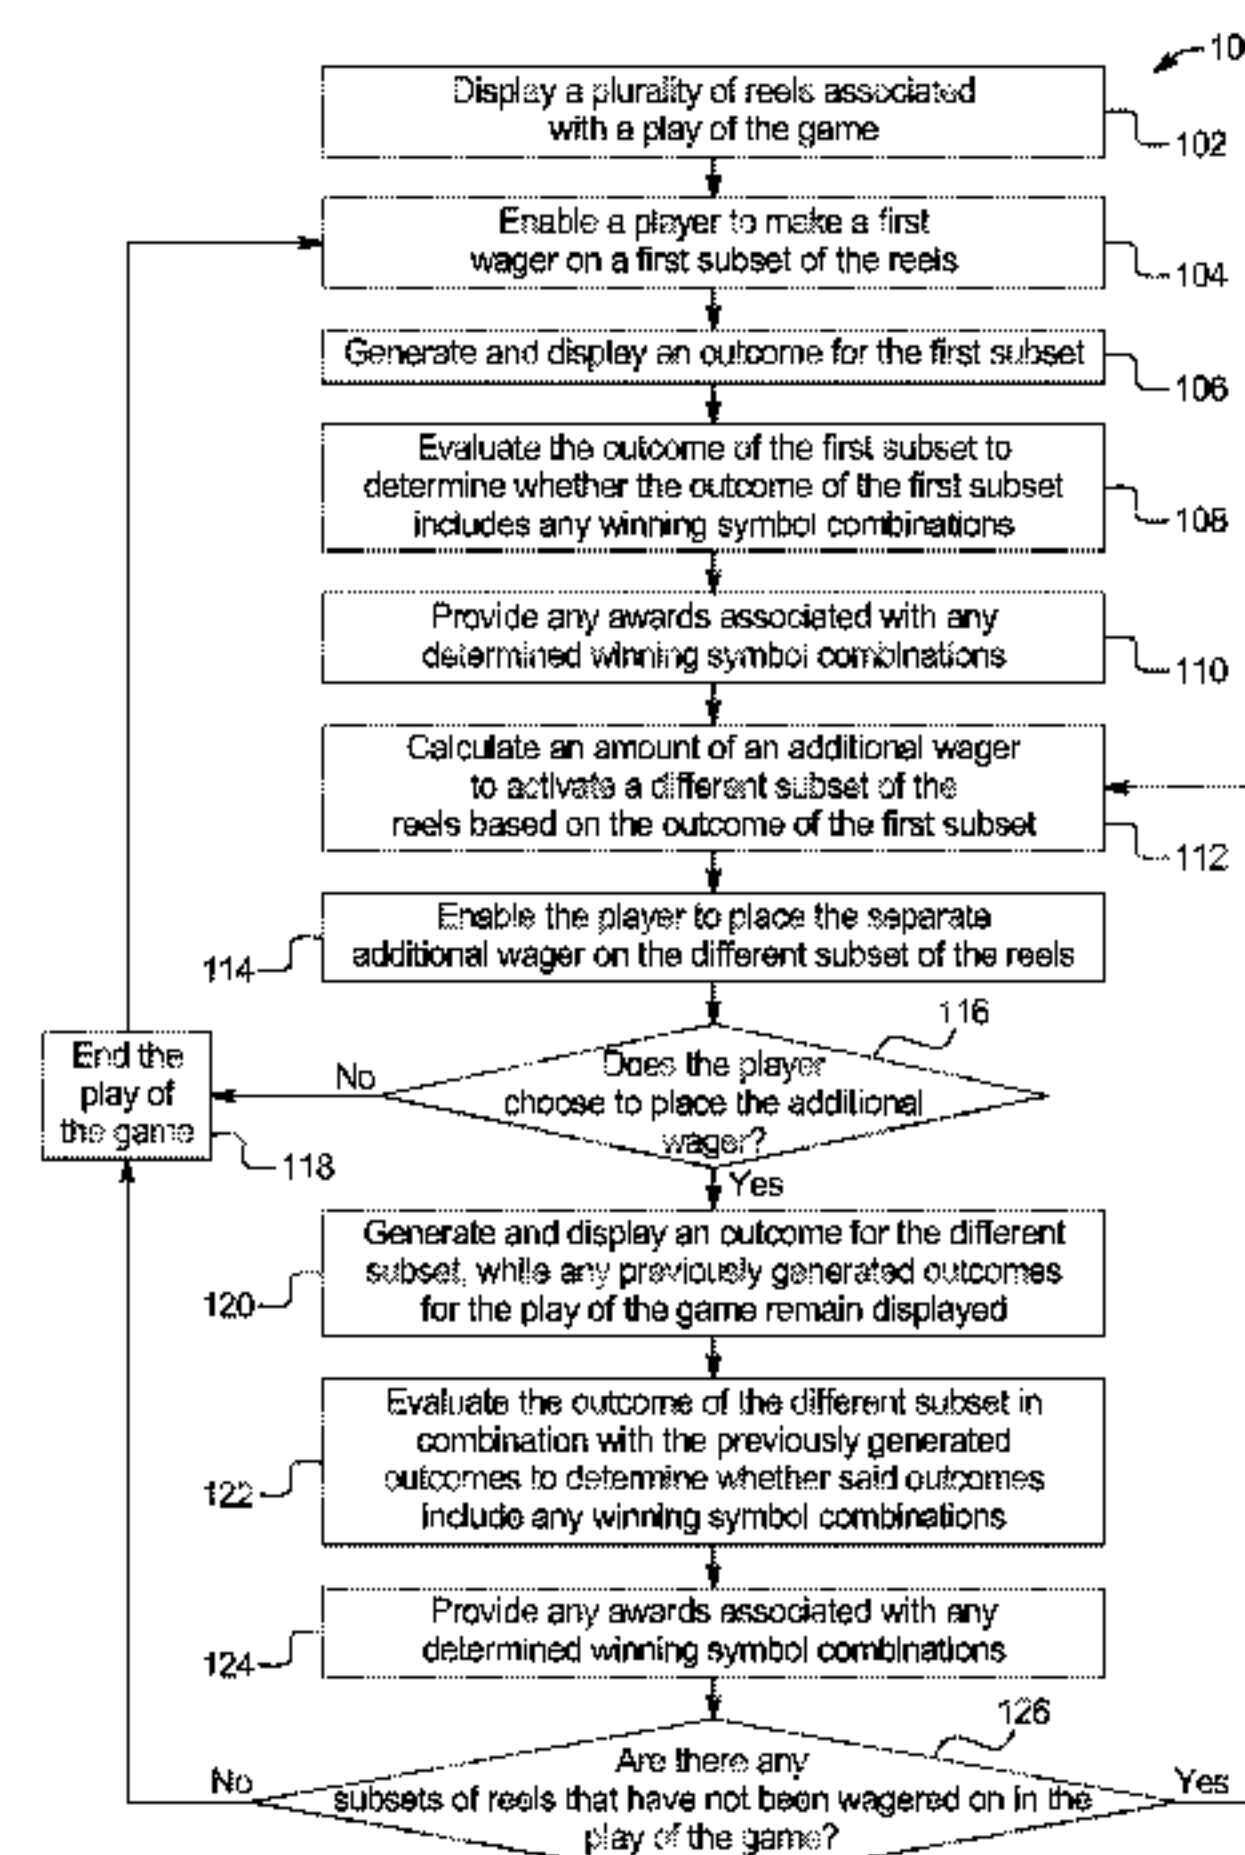 10
Display a plurality of reels associated
with a play of the game
102
Enable a player to make a first
wager on a first subset of the reels
104
Generate and display an outcome for the first subset
106
Evaluate the outcome of the first subset to
determine whether the outcome of the first subset
includes any winning symbol combinations
108
Provide any awards associated with any
determined winning symbol combinations
110
Calculate an amount of an additional wager
to activate a different subset of the
reels based on the outcome of the first subset
112
Enable the player to place the separate
additional wager on the different subset of the reels
114
116
Does the player
choose to place the additional
wager?
No
End the
play of
the game
118
Yes
Generate and display an outcome for the different
subset, while any previously generated outcomes
for the play of the game remain displayed
120
Evaluate the outcome of the different subset in
combination with the previously generated
outcomes to determine whether said outcomes
include any winning symbol combinations
122
Provide any awards associated with any
determined winning symbol combinations
124
126
Are there any
subsets of reels that have not been wagered on in the
play of the game?
No
Yes